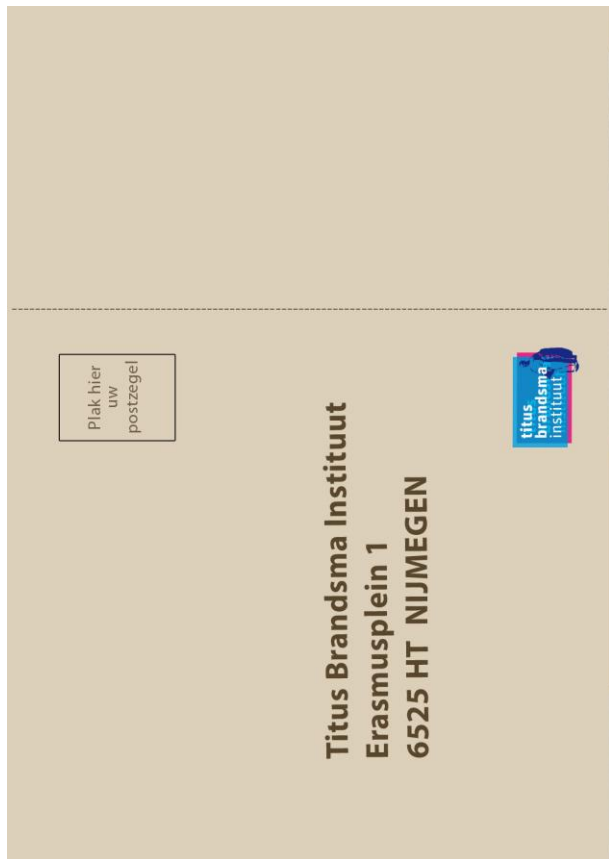 Plak hier
uw
postzegel
Titus Brandsma Instituut
Erasmusplein 1
6525 HT NIJMEGEN
titus
brandsma
instituut